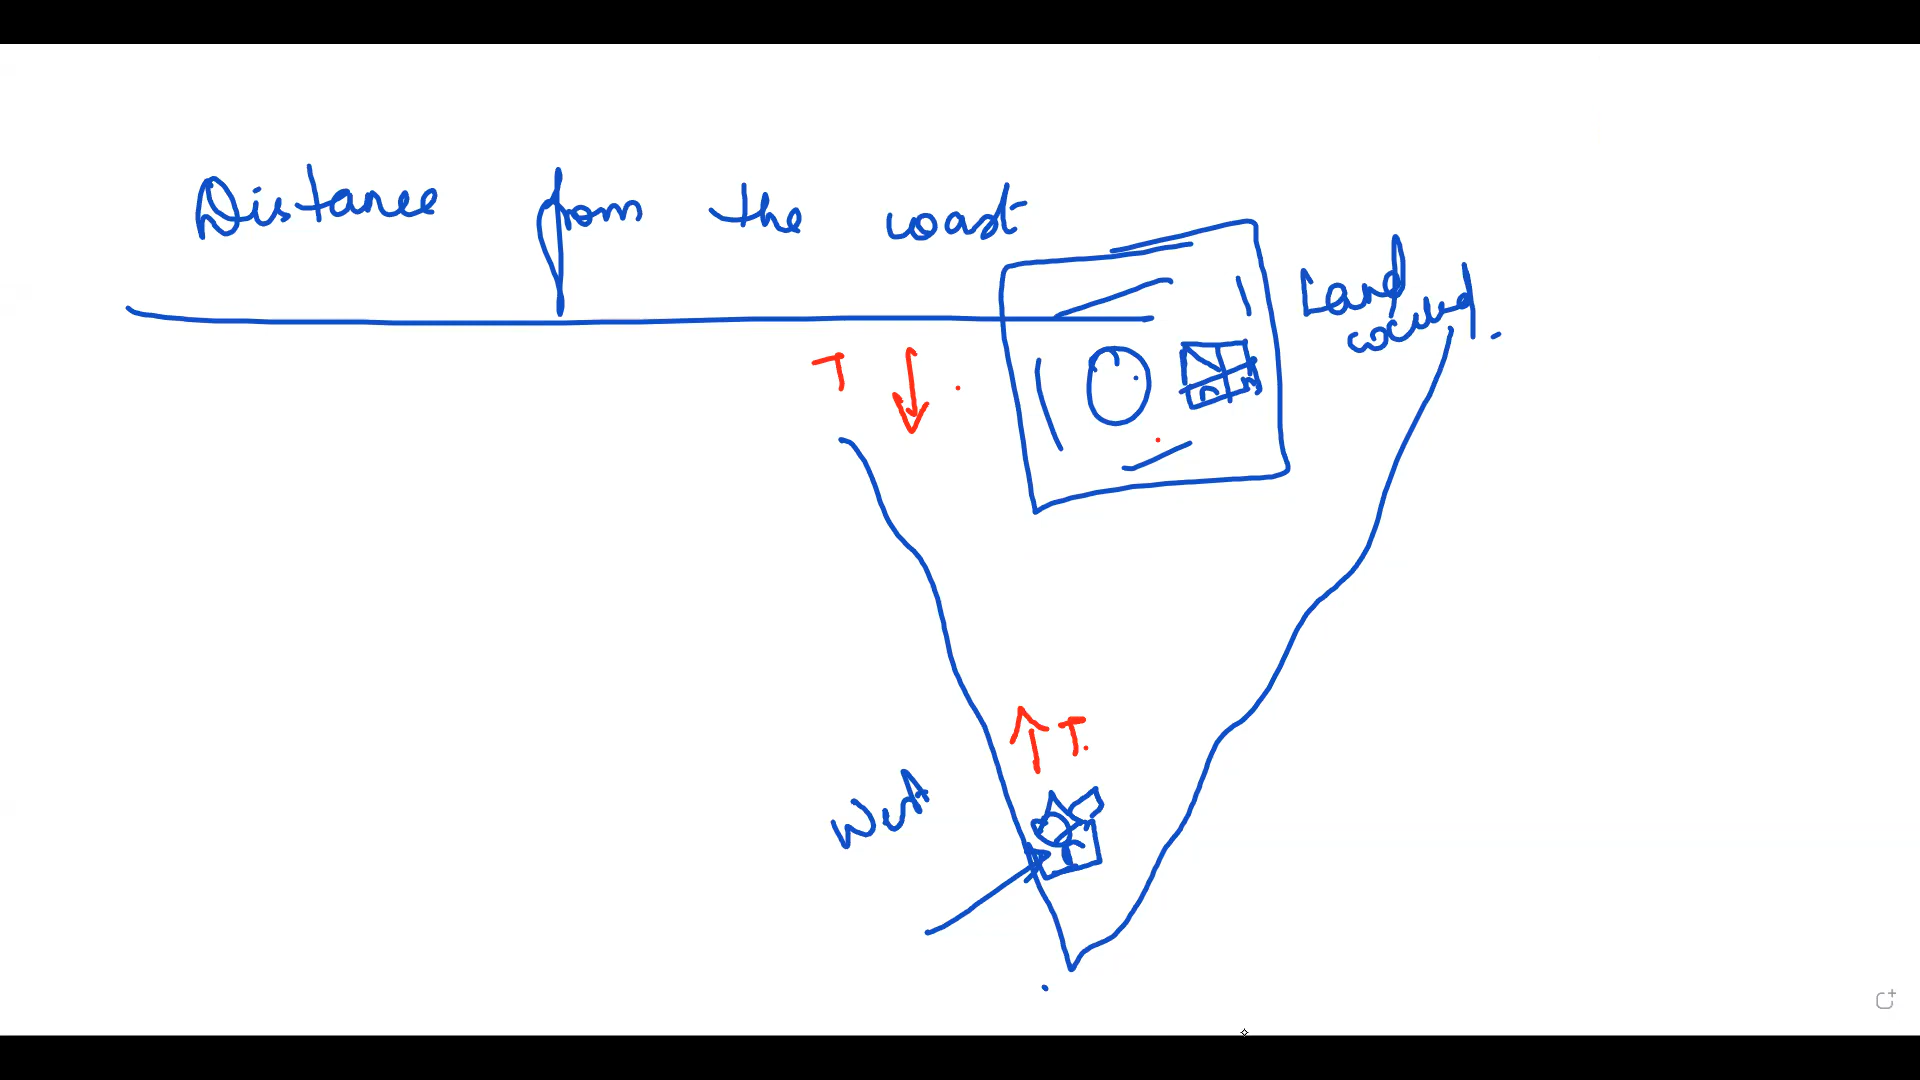 Distance from the coast
Land
locked.
T ↓
↑ T.
West